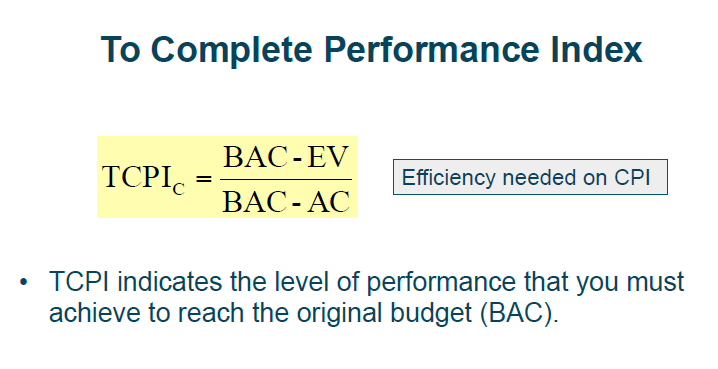 To Complete Performance Index
TCPI_C = (BAC - EV) / (BAC - AC)
Efficiency needed on CPI
• TCPI indicates the level of performance that you must
achieve to reach the original budget (BAC).